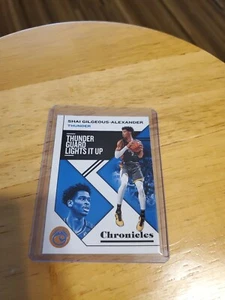 SHAI GILGEOUS-ALEXANDER
THUNDER
THUNDER
GUARD
LIGHTS IT UP
Chronicles